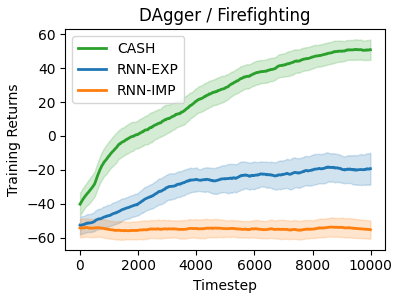 DAgger / Firefighting
60
40
20
0
−20
−40
−60
Training Returns
CASH
RNN-EXP
RNN-IMP
0 2000 4000 6000 8000 10000
Timestep